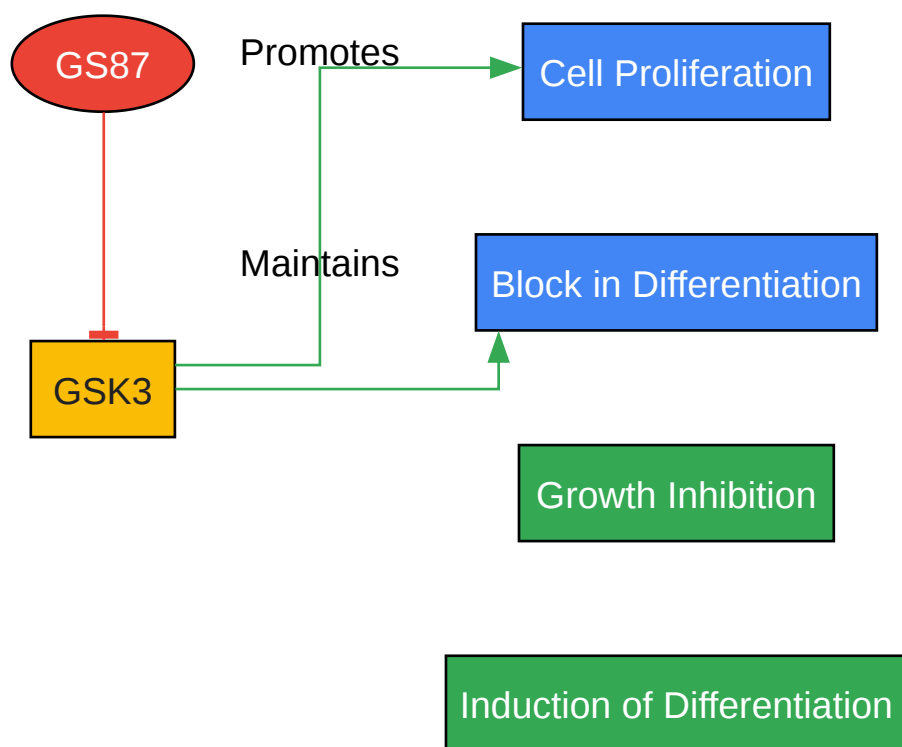 GS87
Promotes
Cell Proliferation
Maintains
Block in Differentiation
GSK3
Growth Inhibition
Induction of Differentiation